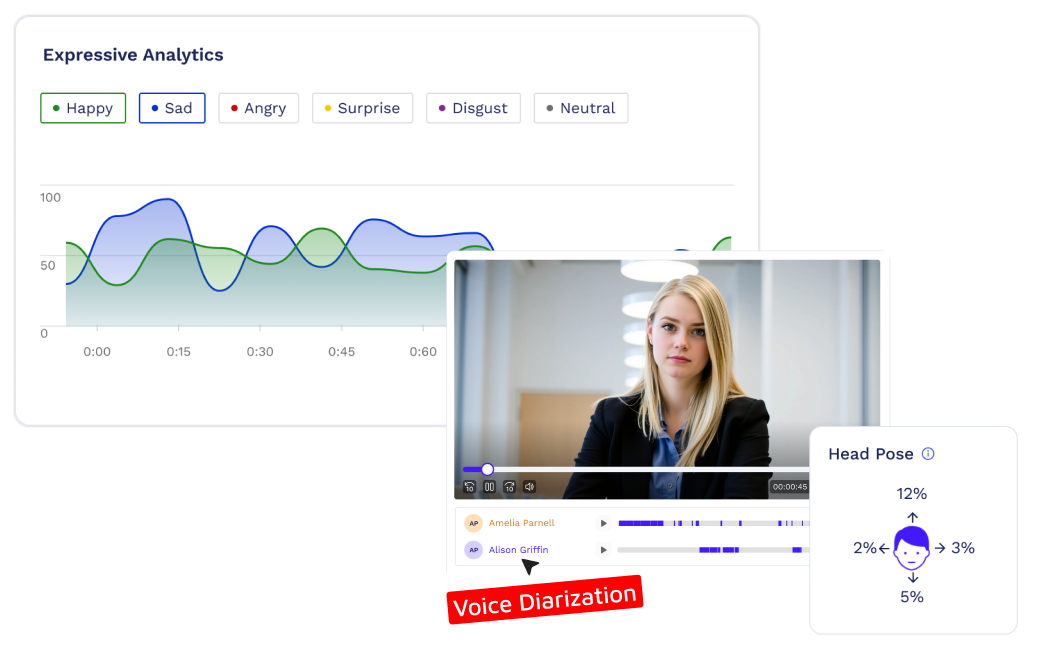 Expressive Analytics
Happy Sad Angry Surprise Disgust Neutral
100
50
0
0:00 0:15 0:30 0:45 0:60
10 10 00:00:45
AP Amelia Parnell
AP Alison Griffin
Voice Diarization
Head Pose
12%
2% 3%
5%